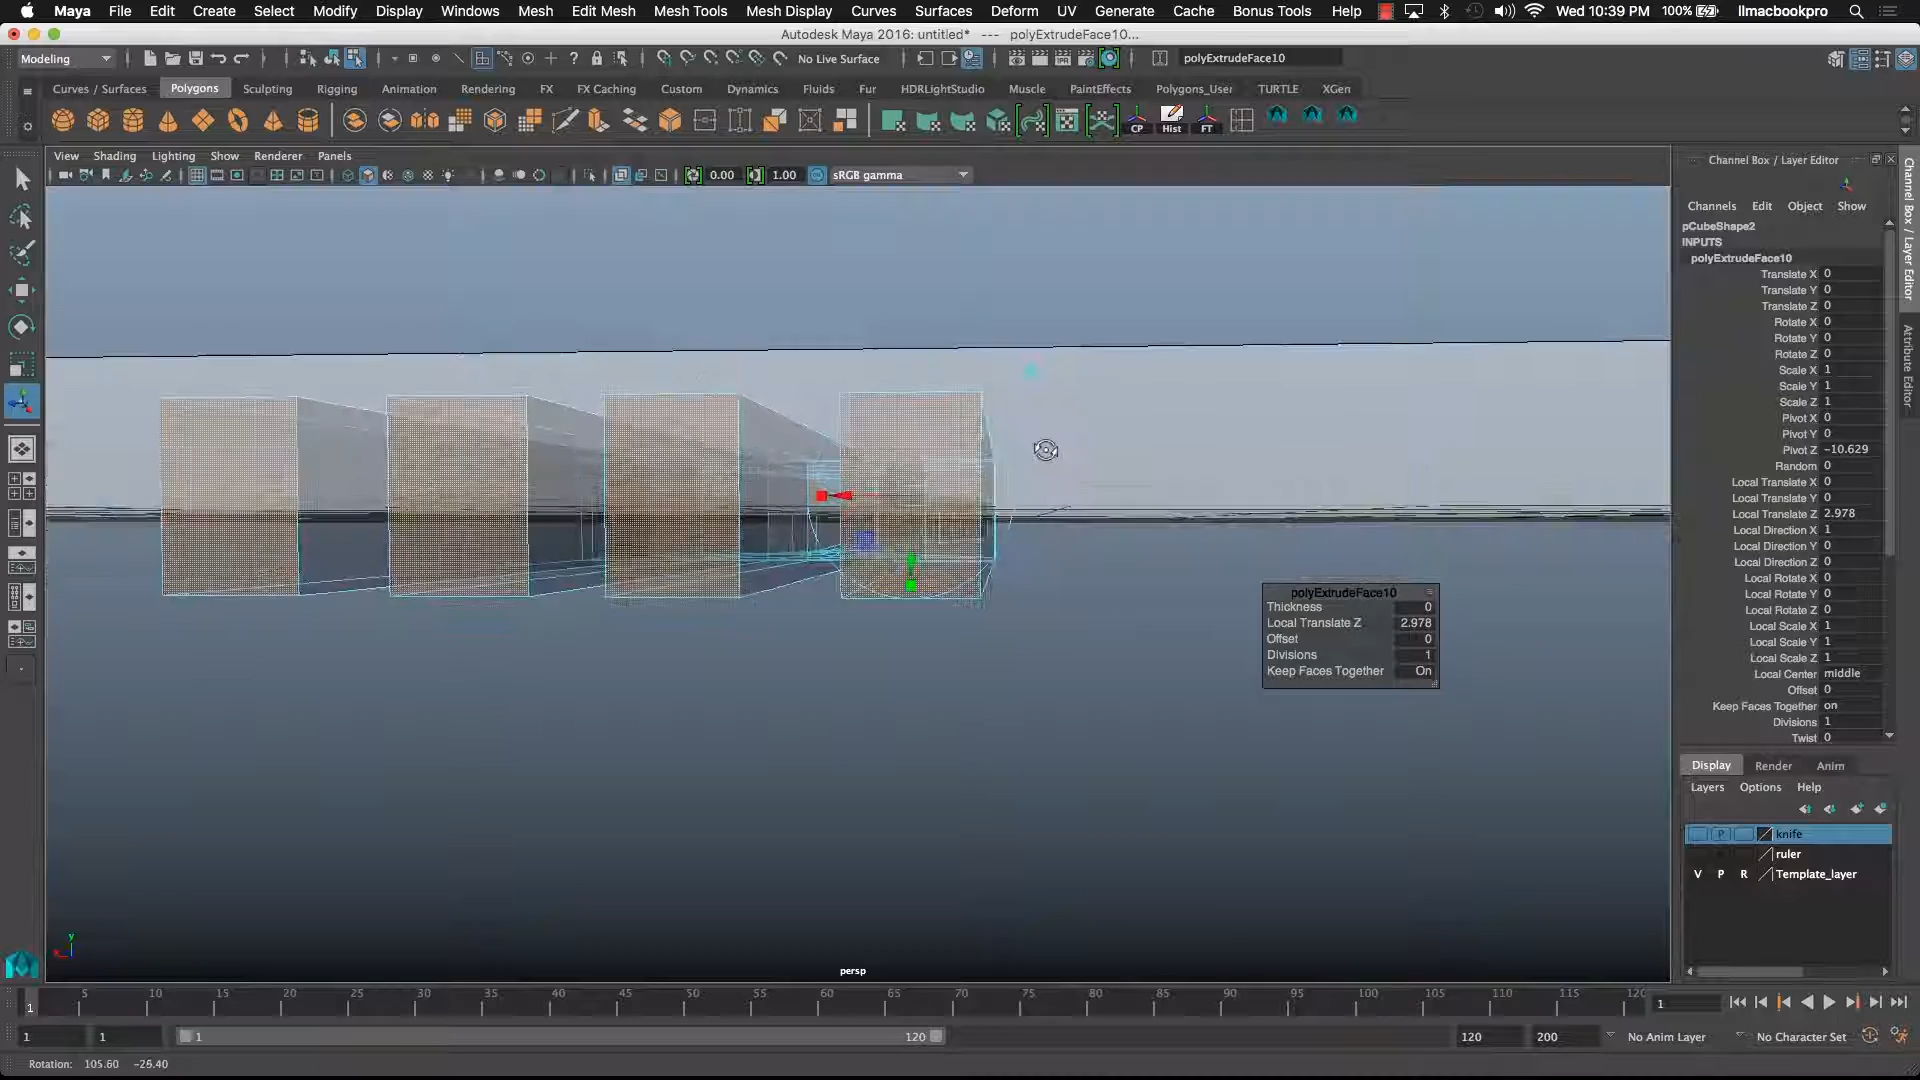 Maya File Edit Create Select Modify Display Windows Mesh Edit Mesh Mesh Tools Mesh Display Curves Surfaces Deform UV Generate Cache Bonus Tools Help Wed 10:39 PM 100% llmacbookpro
Autodesk Maya 2016: untitled* --- polyExtrudeFace10...
Modeling No Live Surface IPR polyExtrudeFace10
Curves / Surfaces Polygons Sculpting Rigging Animation Rendering FX FX Caching Custom Dynamics Fluids Fur HDRLightStudio Muscle PaintEffects Polygons_User TURTLE XGen
CP Hist FT
View Shading Lighting Show Renderer Panels
0.00 1.00 sRGB gamma
Channel Box / Layer Editor
Channels Edit Object Show
pCubeShape2
INPUTS
polyExtrudeFace10
Translate X 0
Translate Y 0
Translate Z 0
Rotate X 0
Rotate Y 0
Rotate Z 0
Scale X 1
Scale Y 1
Scale Z 1
Pivot X 0
Pivot Y 0
Pivot Z -10.629
Random 0
Local Translate X 0
Local Translate Y 0
Local Translate Z 2.978
Local Direction X 1
Local Direction Y 0
Local Direction Z 0
Local Rotate X 0
Local Rotate Y 0
Local Rotate Z 0
Local Scale X 1
Local Scale Y 1
Local Scale Z 1
Local Center middle
Offset 0
Keep Faces Together on
Divisions 1
Twist 0
Channel Box / Layer Editor
Attribute Editor
polyExtrudeFace10
Thickness 0
Local Translate Z 2.978
Offset 0
Divisions 1
Keep Faces Together On
Display Render Anim
Layers Options Help
P knife
ruler
V P R Template_layer
y
persp
1 5 10 15 20 25 30 35 40 45 50 55 60 65 70 75 80 85 90 95 100 105 110 115 120 1
1 1 1 120 120 200 No Anim Layer No Character Set
Rotation: 105.60 -26.40